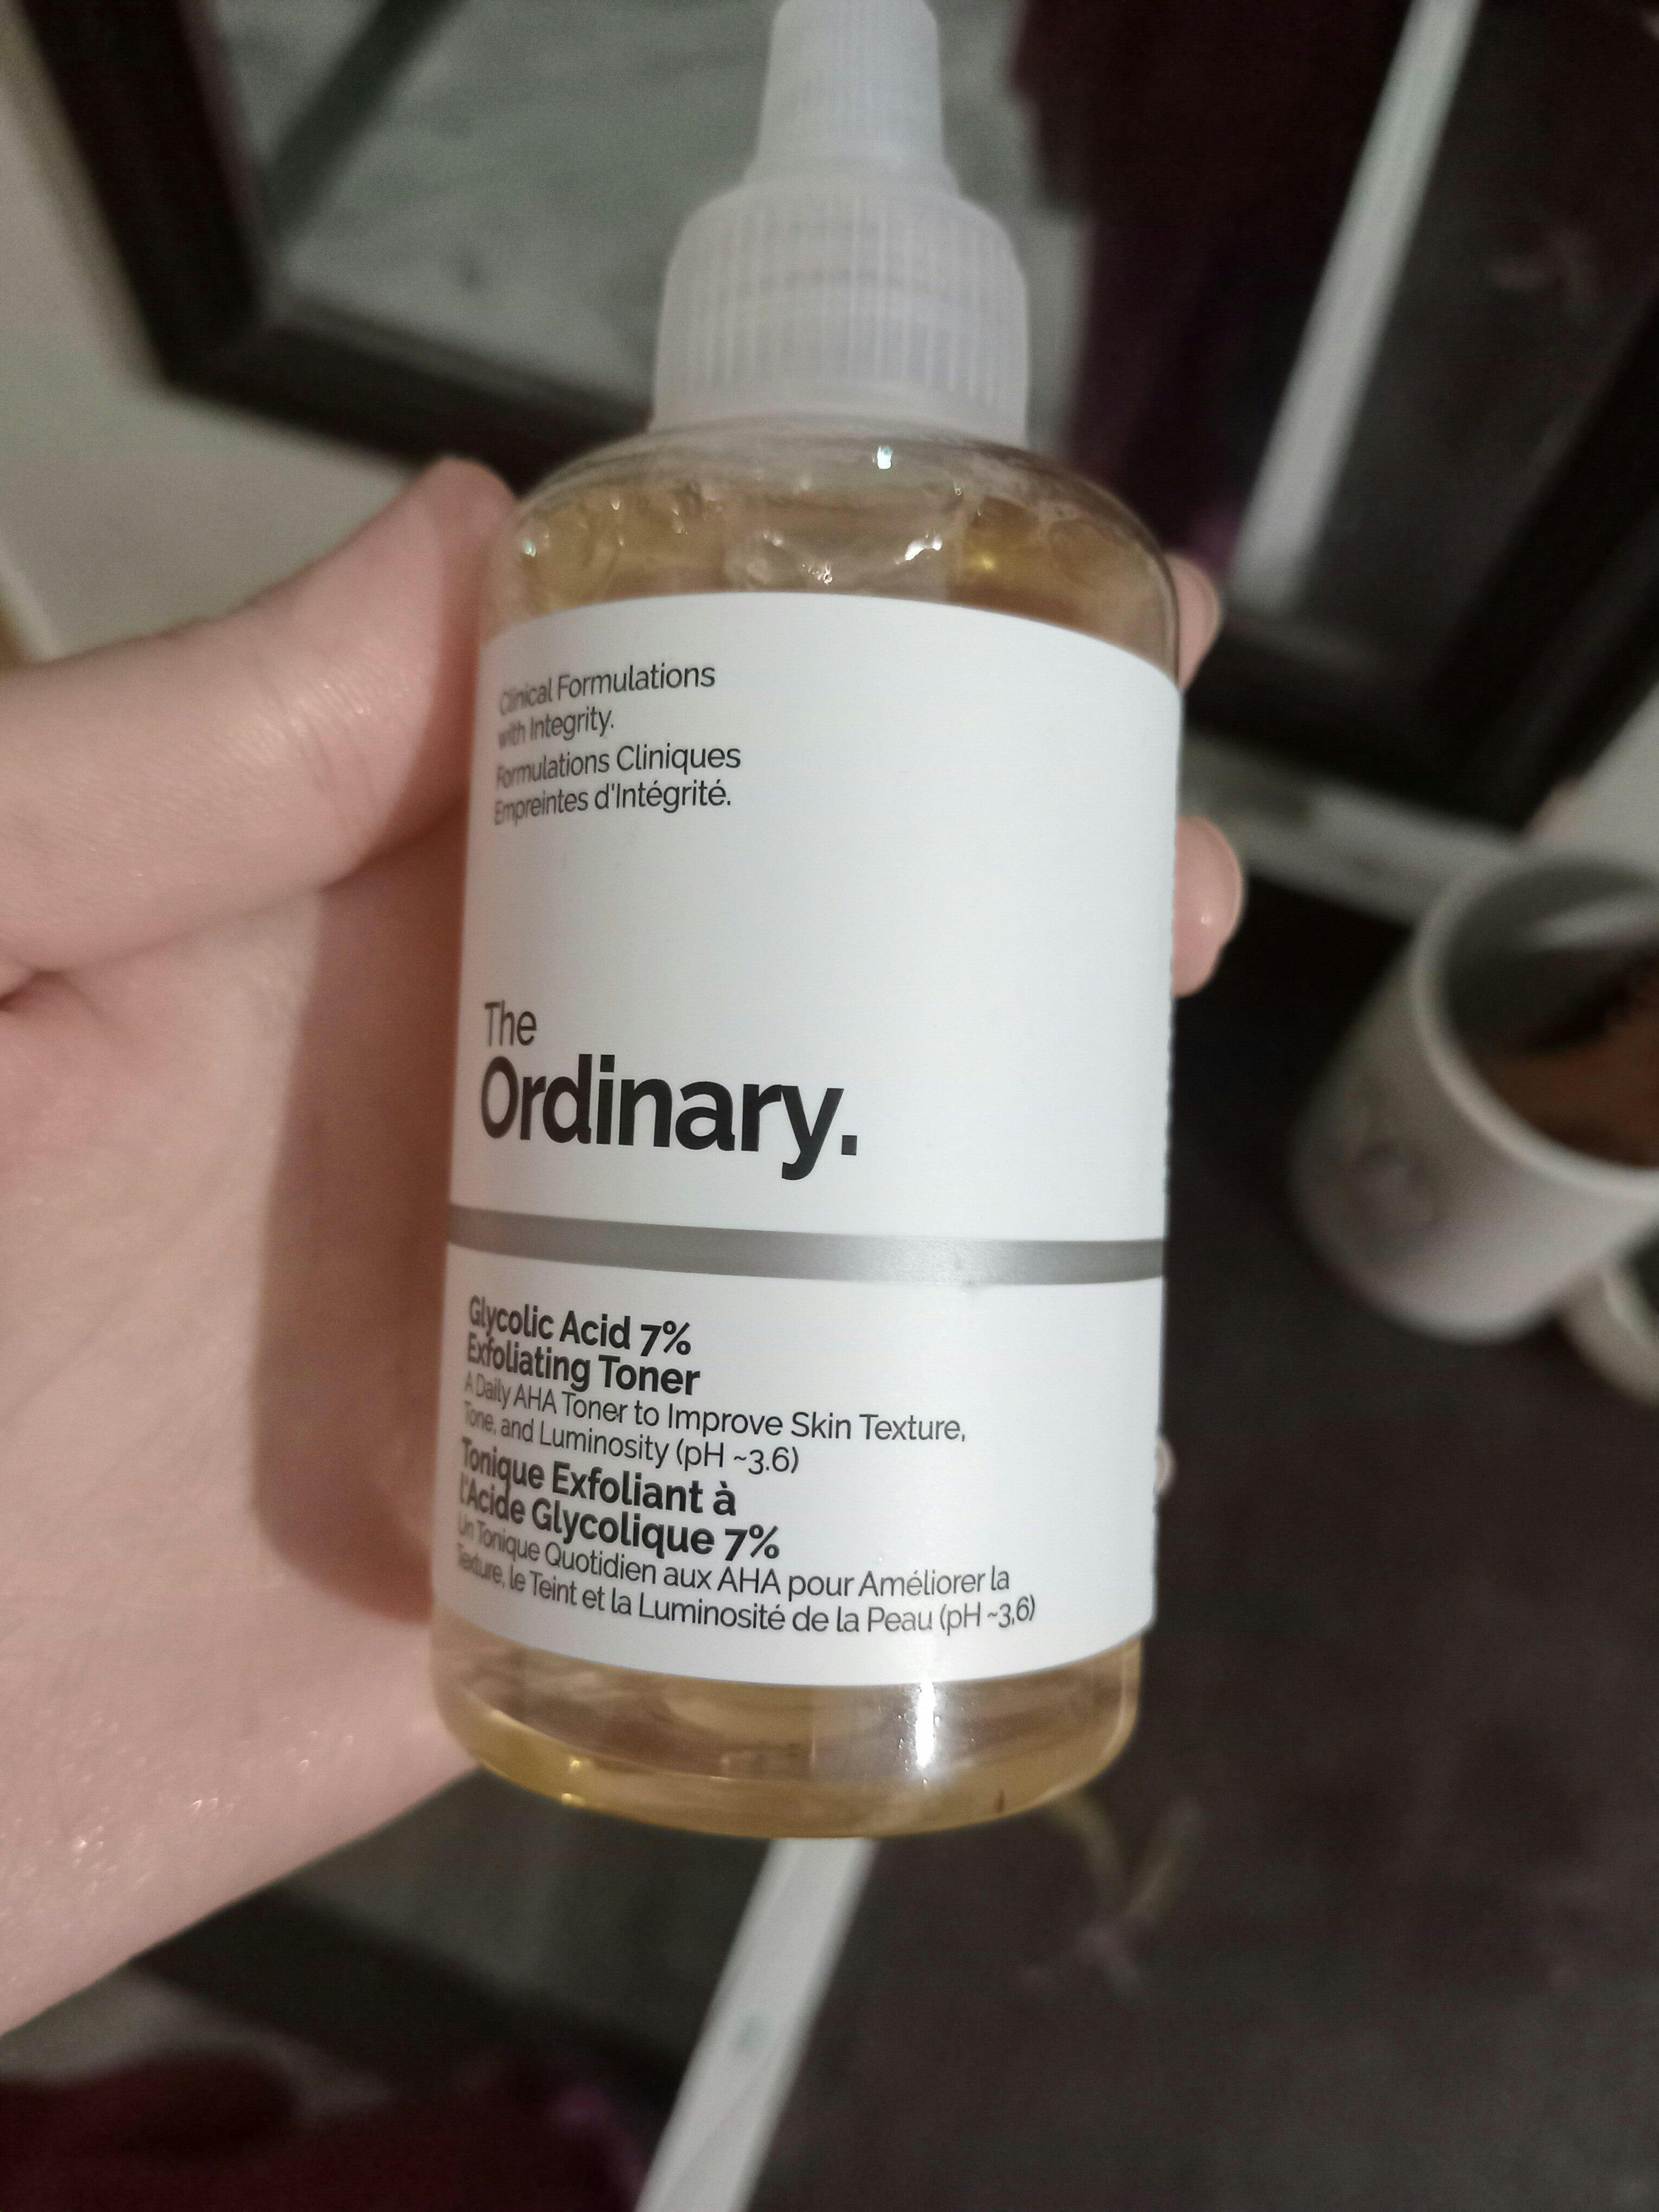 Clinical Formulations
with Integrity.
Formulations Cliniques
Empreintes d'Intégrité.
The
Ordinary.
Glycolic Acid 7%
Exfoliating Toner
A Daily AHA Toner to Improve Skin Texture,
Tone, and Luminosity (pH ~3.6)
Tonique Exfoliant à
l'Acide Glycolique 7%
Un Tonique Quotidien aux AHA pour Améliorer la
Texture, le Teint et la Luminosité de la Peau (pH ~3,6)